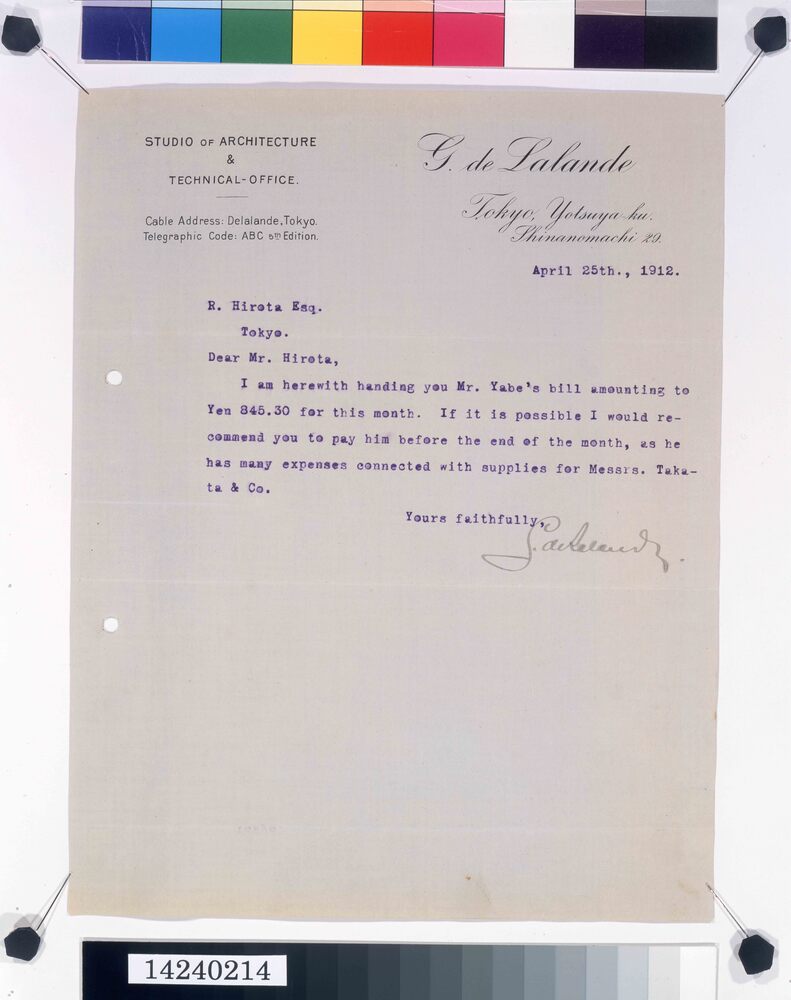 STUDIO OF ARCHITECTURE
&
TECHNICAL-OFFICE.
Cable Address: Delalande, Tokyo.
Telegraphic Code: ABC 5TH Edition.
G. de Lalande
Tokyo, Yotsuya-ku.
Shinanomachi 29.
April 25th., 1912.
R. Hirota Esq.
Tokyo.
Dear Mr. Hirota,
I am herewith handing you Mr. Yabe's bill amounting to
Yen 845.30 for this month. If it is possible I would re-
commend you to pay him before the end of the month, as he
has many expenses connected with supplies for Messrs. Taka-
ta & Co.
Yours faithfully,
G. de Lalande.
14240214